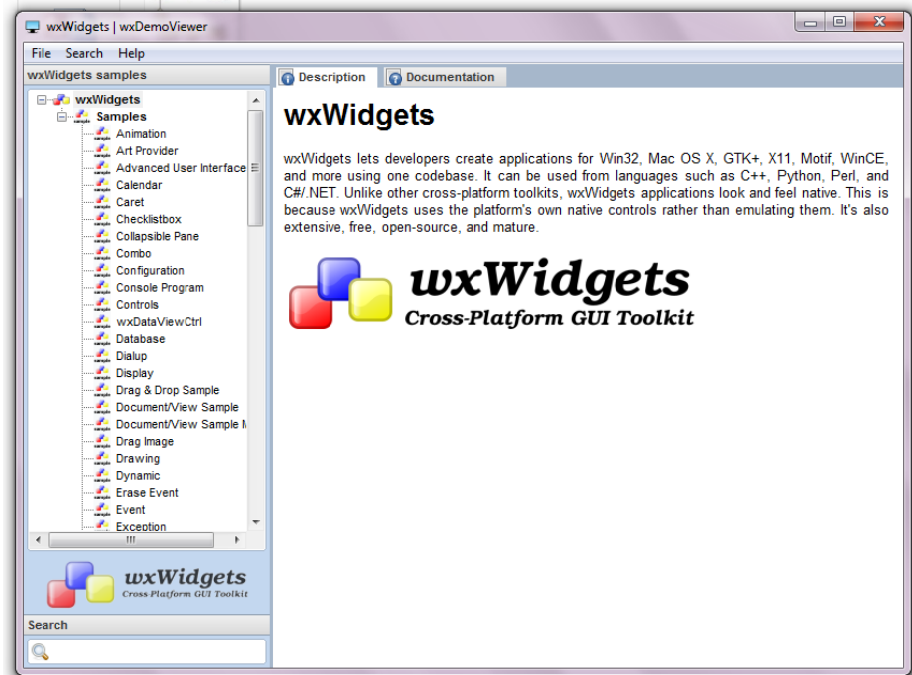 wxWidgets | wxDemoViewer
File Search Help
wxWidgets samples
wxWidgets
Samples
Animation
Art Provider
Advanced User Interface
Calendar
Caret
Checklistbox
Collapsible Pane
Combo
Configuration
Console Program
Controls
wxDataViewCtrl
Database
Dialup
Display
Drag & Drop Sample
Document/View Sample
Document/View Sample M
Drag Image
Drawing
Dynamic
Erase Event
Event
Exception
wxWidgets
Cross-Platform GUI Toolkit
Search
Description Documentation
wxWidgets
wxWidgets lets developers create applications for Win32, Mac OS X, GTK+, X11, Motif, WinCE,
and more using one codebase. It can be used from languages such as C++, Python, Perl, and
C#/.NET. Unlike other cross-platform toolkits, wxWidgets applications look and feel native. This is
because wxWidgets uses the platform's own native controls rather than emulating them. It's also
extensive, free, open-source, and mature.
wxWidgets
Cross-Platform GUI Toolkit